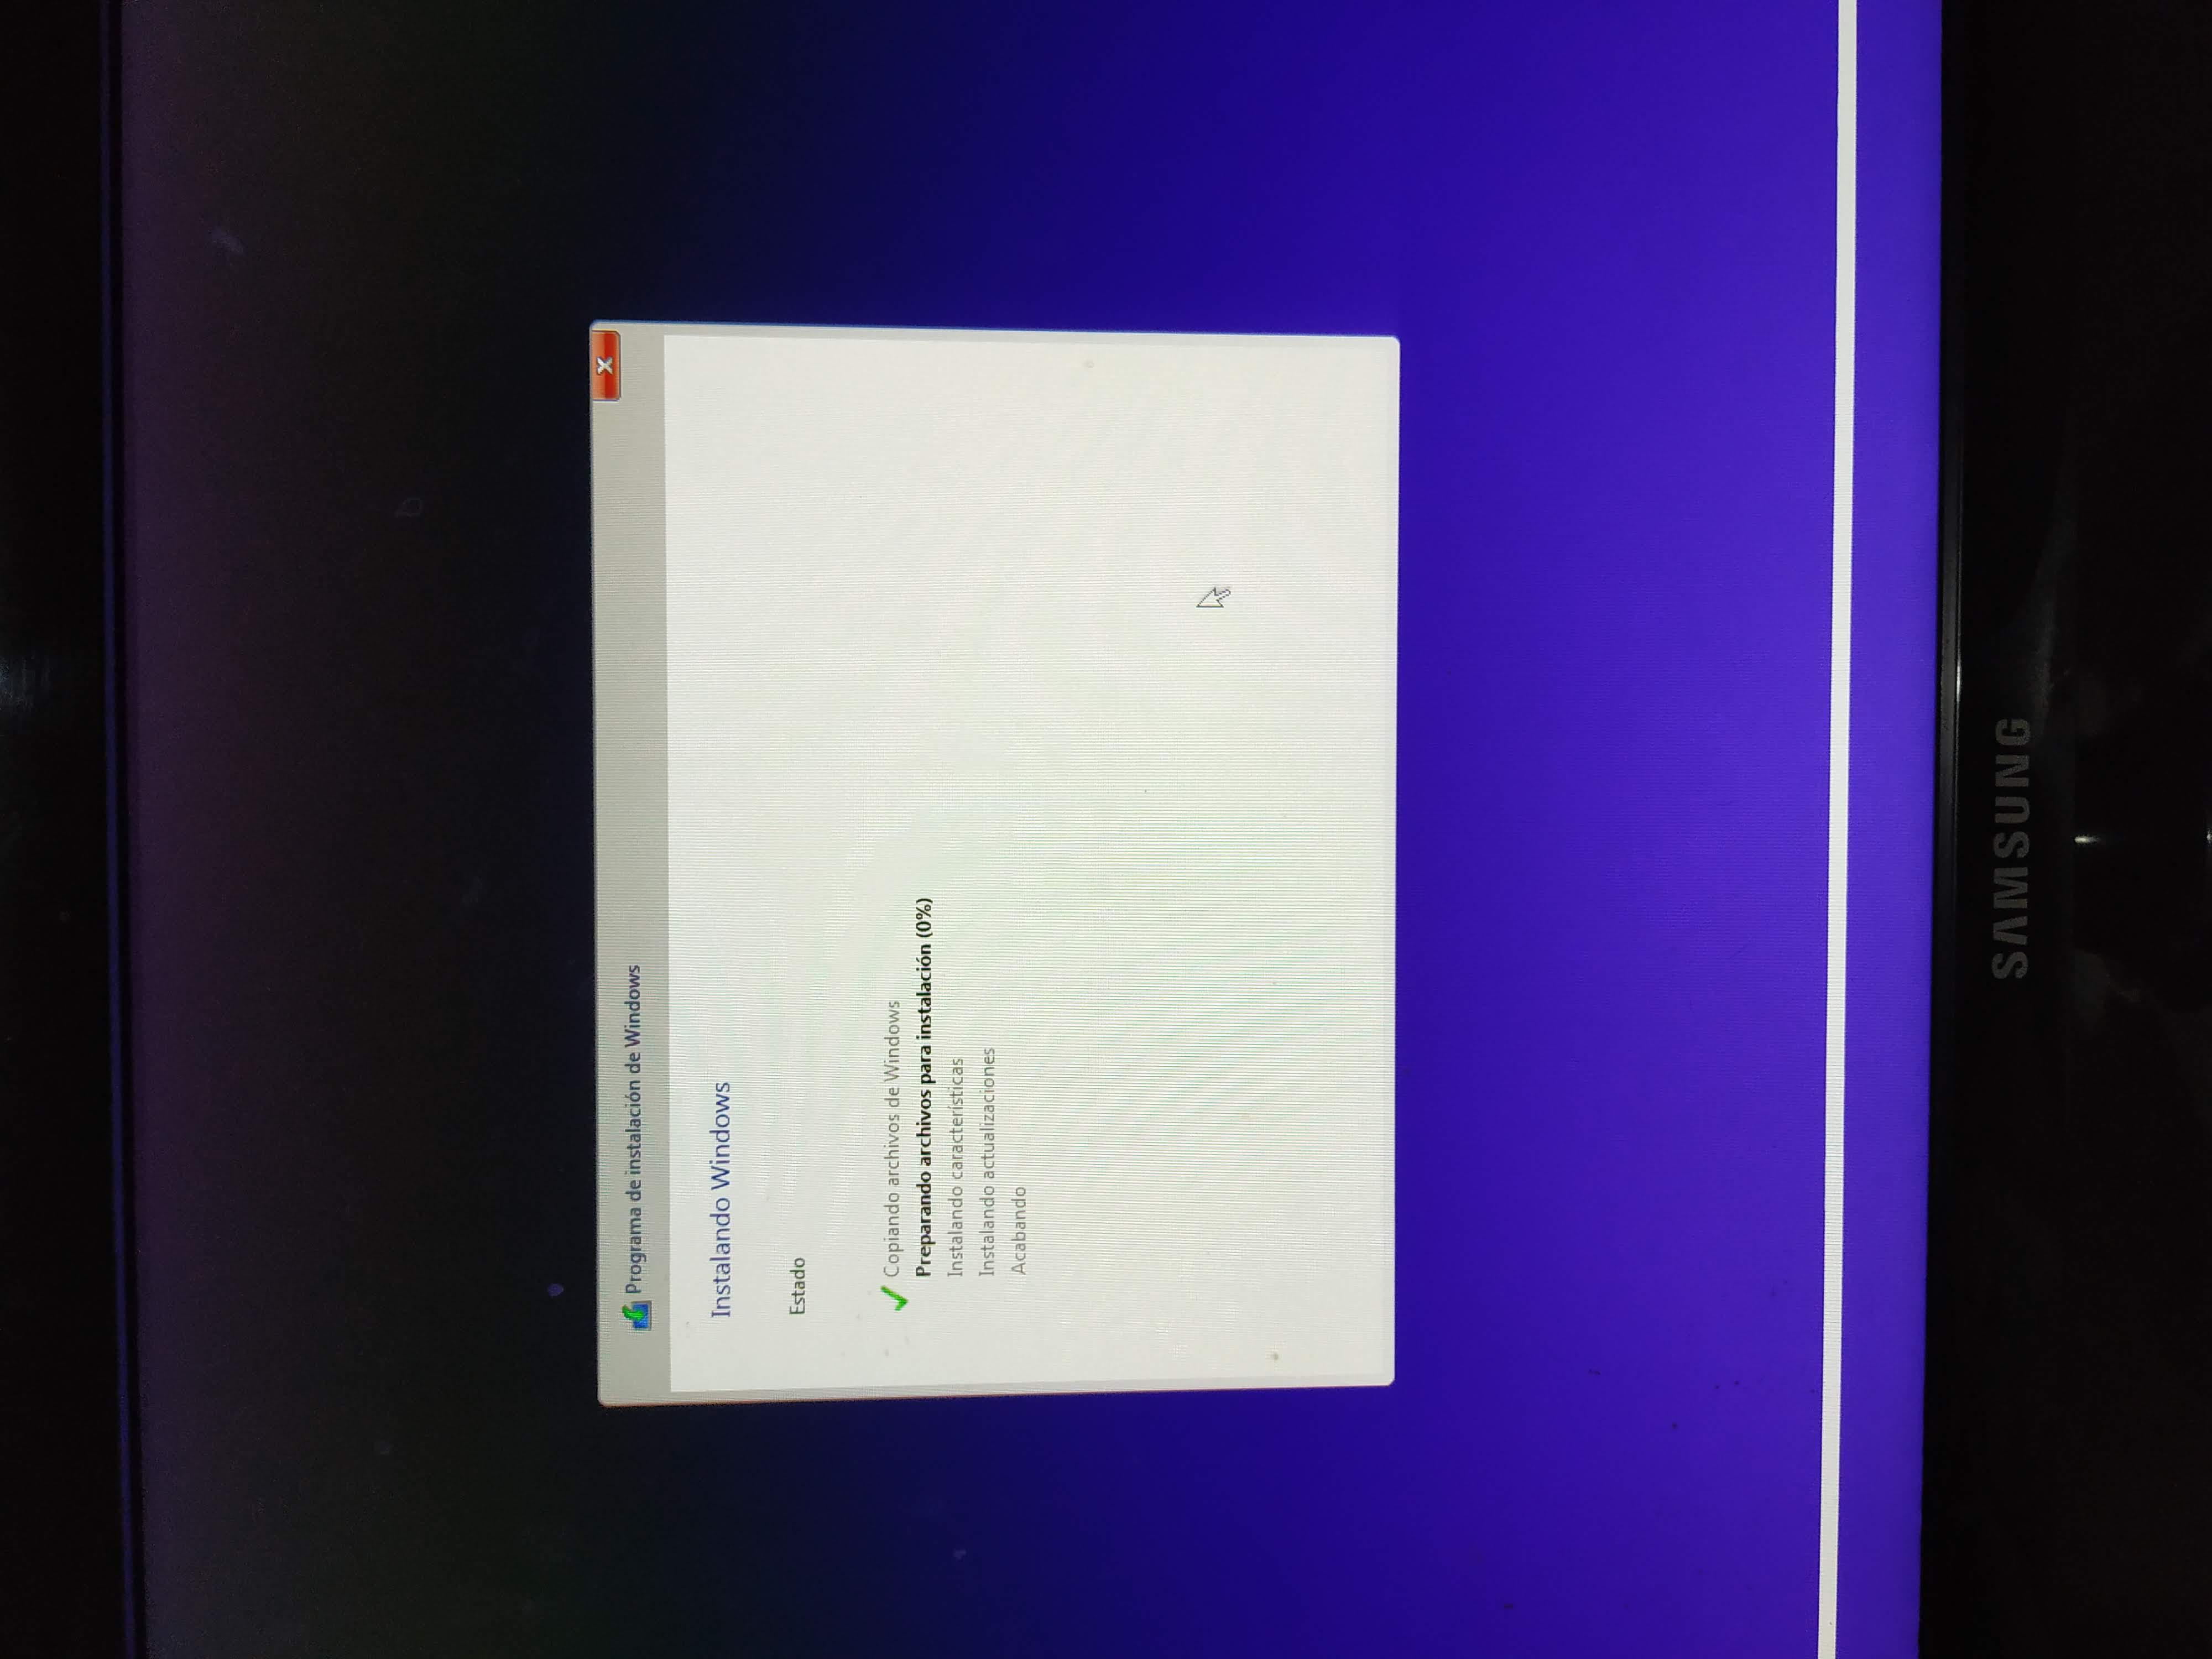 Programa de instalación de Windows
Instalando Windows
Estado
Copiando archivos de Windows
Preparando archivos para instalación (0%)
Instalando características
Instalando actualizaciones
Acabando
SAMSUNG